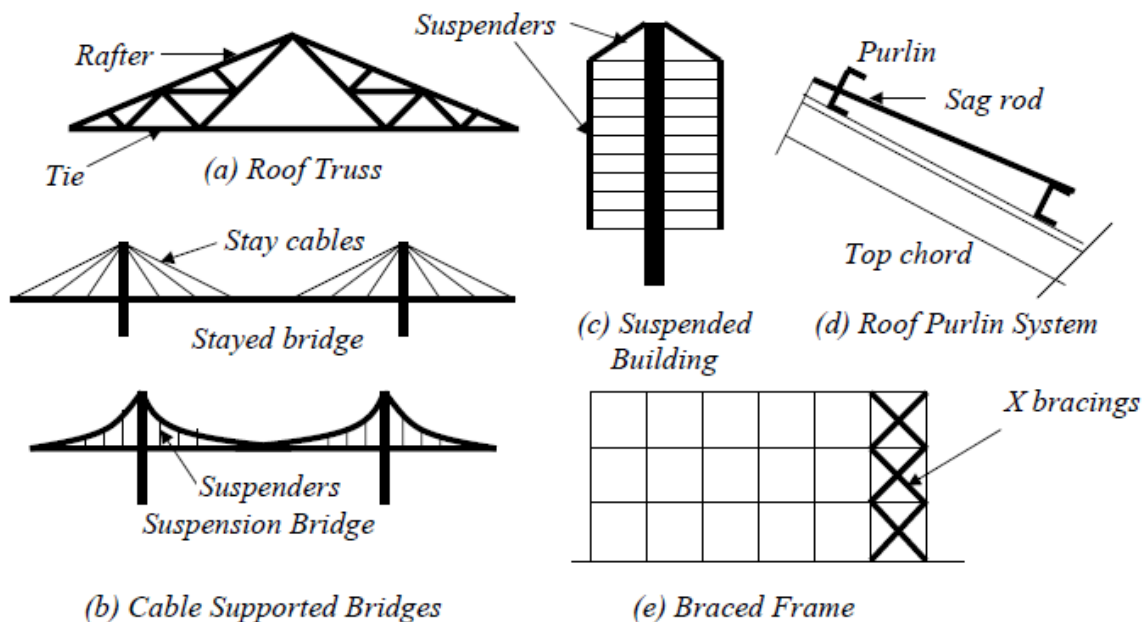 Rafter
Tie
(a) Roof Truss
Stay cables
Stayed bridge
Suspenders
Suspension Bridge
(b) Cable Supported Bridges
Suspenders
(c) Suspended
Building
Purlin
Sag rod
Top chord
(d) Roof Purlin System
X bracings
(e) Braced Frame